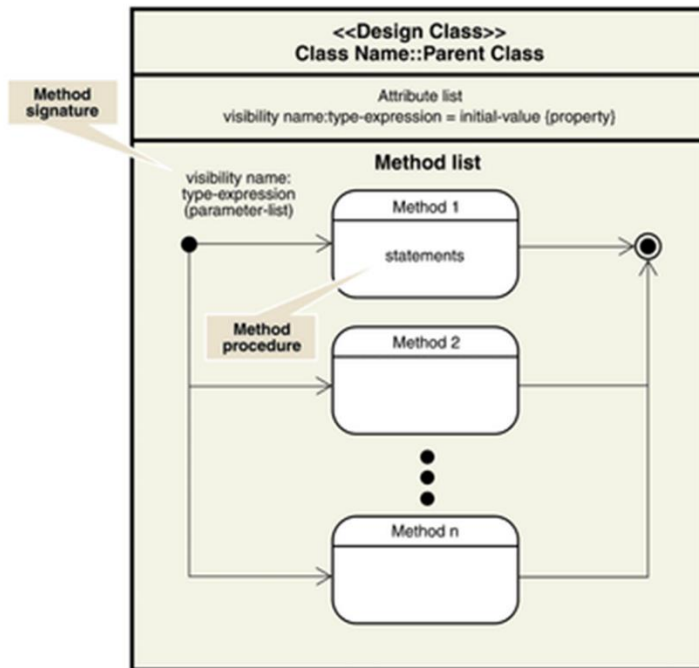 <<Design Class>>
Class Name::Parent Class
Attribute list
visibility name:type-expression = initial-value {property}
Method
signature
Method list
visibility name:
type-expression
(parameter-list)
Method 1
statements
Method
procedure
Method 2
Method n